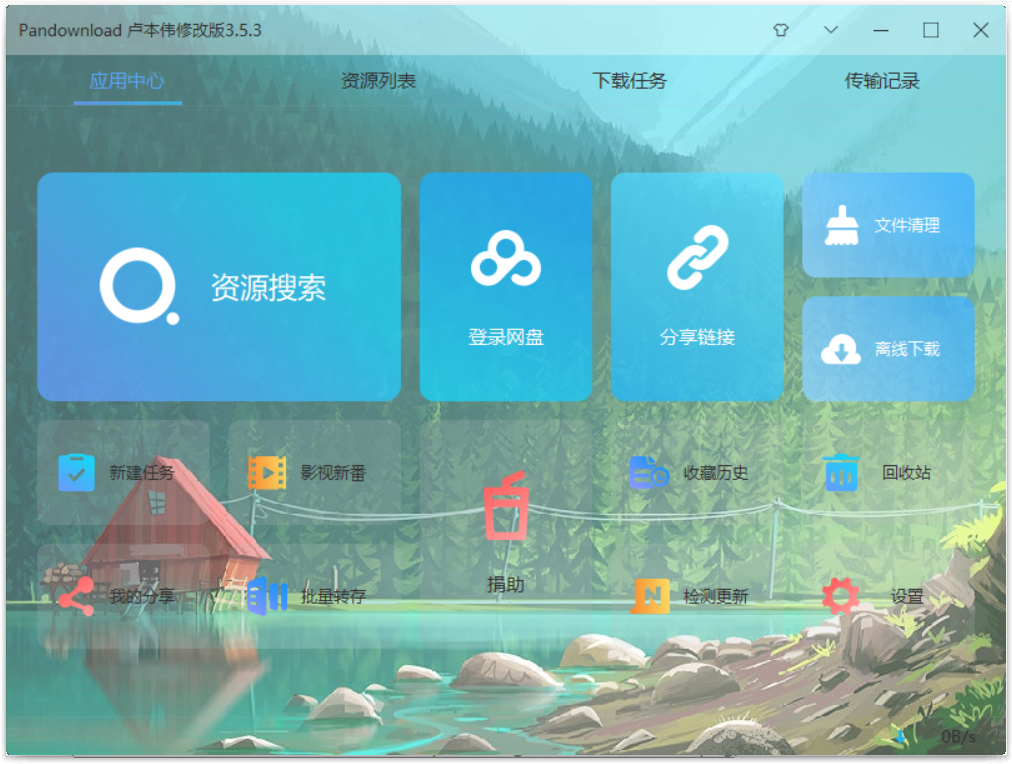 Pandownload 卢本伟修改版3.5.3
应用中心 资源列表 下载任务 传输记录
资源搜索
登录网盘
分享链接
文件清理
离线下载
新建任务
影视新番
捐助
收藏历史
回收站
我的分享
批量转存
N
检测更新
设置
0B/s